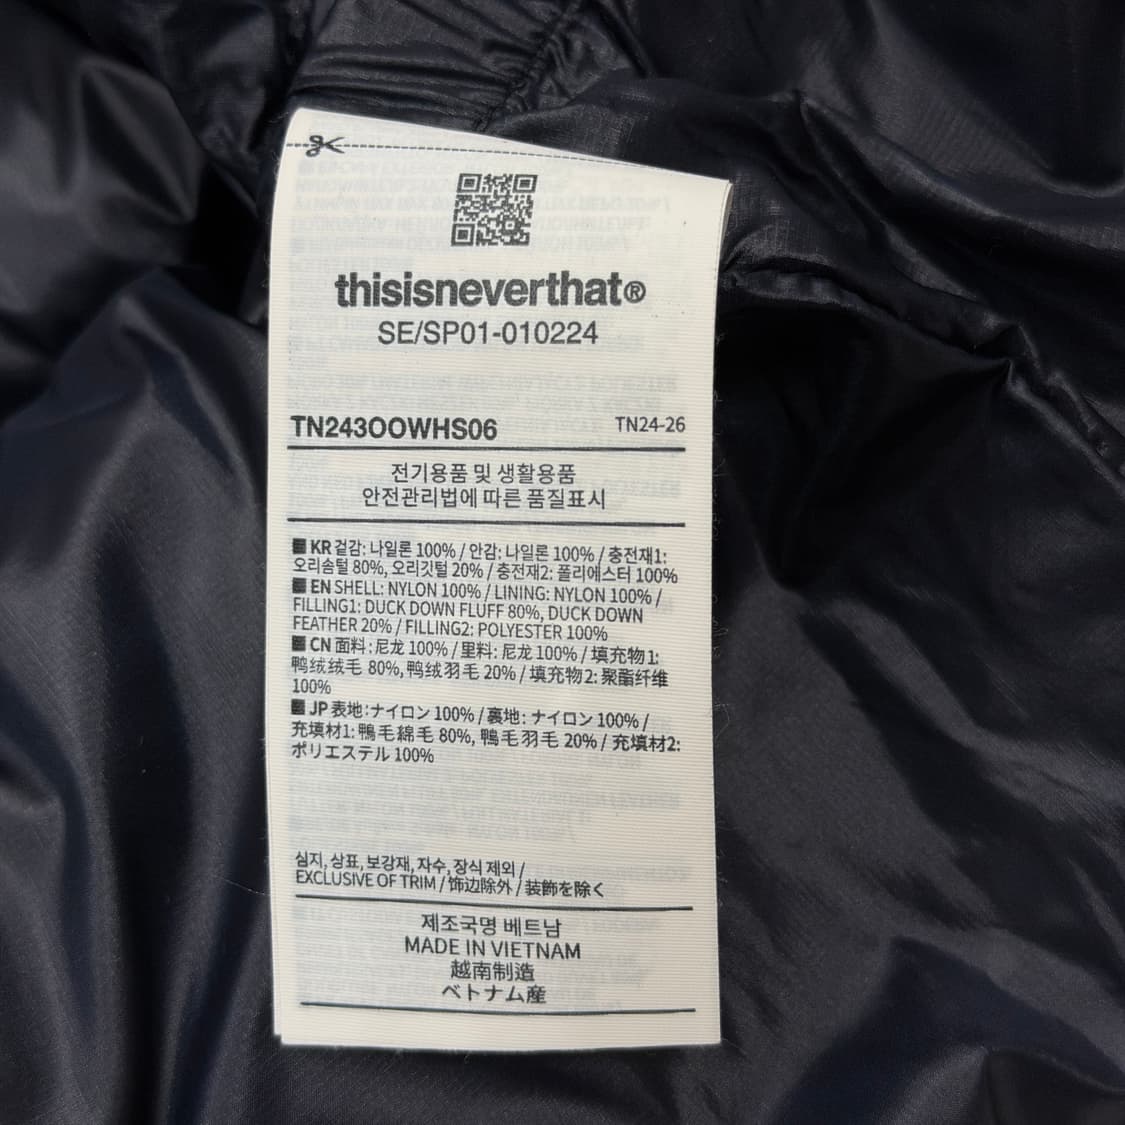 thisisneverthat®
SE/SP01-010224
TN243OOWHS06
TN24-26
전기용품 및 생활용품
안전관리법에 따른 품질표시
KR 겉감: 나일론 100% / 안감: 나일론 100% / 충전재1:
오리솜털 80%, 오리깃털 20% / 충전재2: 폴리에스터 100%
EN SHELL: NYLON 100% / LINING: NYLON 100% /
FILLING1: DUCK DOWN FLUFF 80%, DUCK DOWN
FEATHER 20% / FILLING2: POLYESTER 100%
CN 面料:尼龙 100% / 里料:尼龙 100% / 填充物1:
鸭绒绒毛 80%, 鸭绒羽毛 20% / 填充物2: 聚酯纤维
100%
JP 表地:ナイロン 100% / 裏地: ナイロン 100% /
充填材1: 鴨毛綿毛 80%, 鴨毛羽毛 20% / 充填材2:
ポリエステル 100%
심지, 상표, 보강재, 자수, 장식 제외 /
EXCLUSIVE OF TRIM / 饰边除外 / 装飾を除く
제조국명 베트남
MADE IN VIETNAM
越南制造
ベトナム産